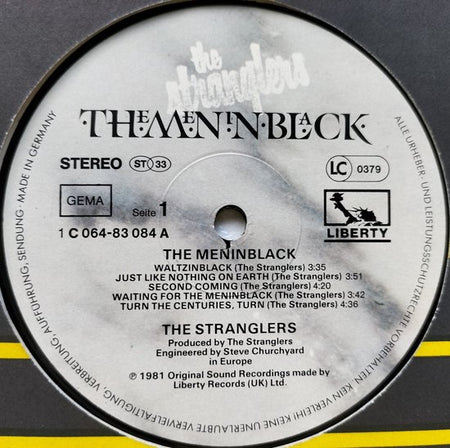 the
stranglers
THEMENINBLACK
STEREO ST 33
LC 0379
GEMA
Seite 1
1 C 064-83 084 A
LIBERTY
THE MENINBLACK
WALTZINBLACK (The Stranglers) 3:35
JUST LIKE NOTHING ON EARTH (The Stranglers) 3:51
SECOND COMING (The Stranglers) 4:20
WAITING FOR THE MENINBLACK (The Stranglers) 3:42
TURN THE CENTURIES, TURN (The Stranglers) 4:36
THE STRANGLERS
Produced by The Stranglers
Engineered by Steve Churchyard
in Europe
℗ 1981 Original Sound Recordings made by
Liberty Records (UK) Ltd.
ALLE URHEBER- UND LEISTUNGSSCHUTZRECHTE VORBEHALTEN. KEIN VERLEIH! KEINE UNERLAUBTE VERVIELFÄLTIGUNG, VERBREITUNG, AUFFÜHRUNG, SENDUNG · MADE IN GERMANY